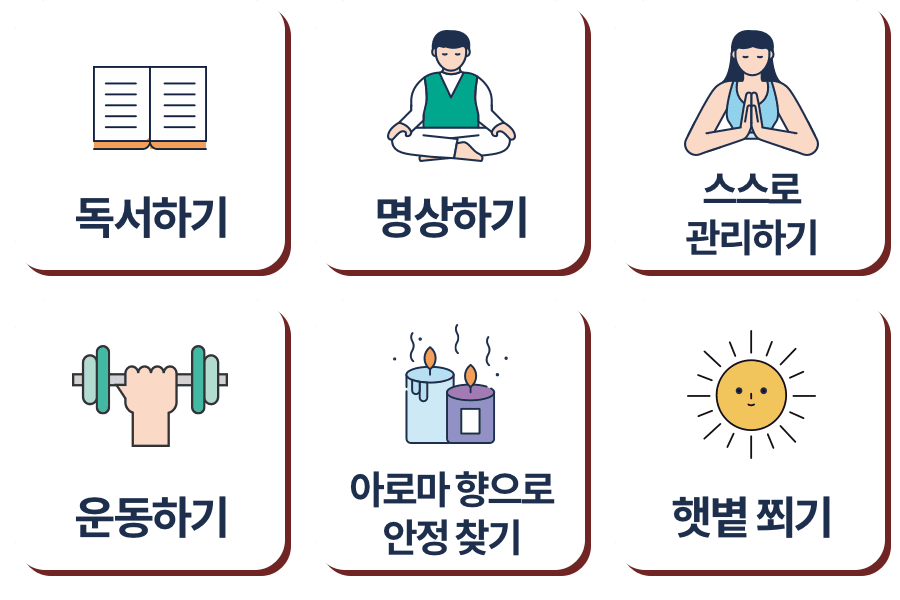 독서하기
명상하기
스스로
관리하기
운동하기
아로마 향으로
안정 찾기
햇볕 쬐기